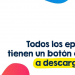 Todos los ep
tienen un botón
a descarg